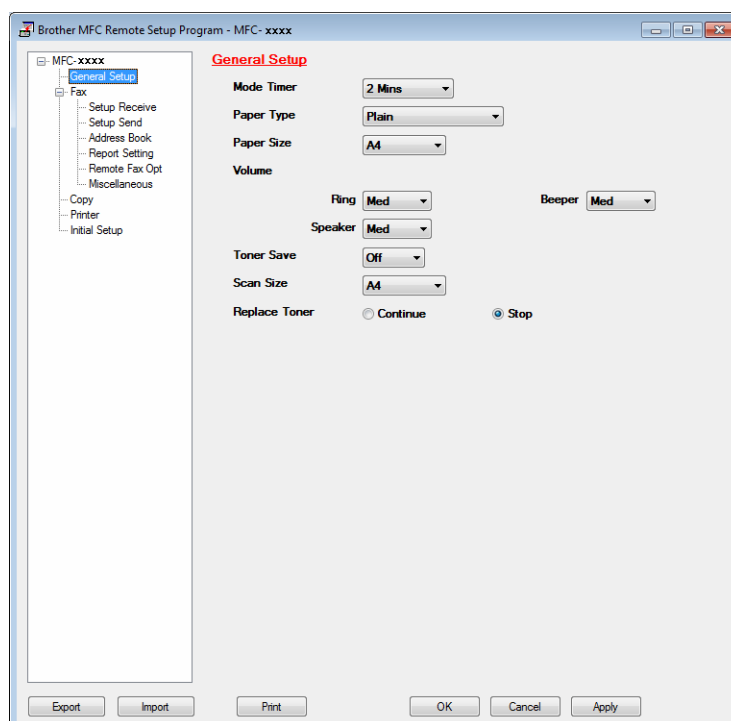 Brother MFC Remote Setup Program - MFC- xxxx
MFC-xxxx
General Setup
Fax
Setup Receive
Setup Send
Address Book
Report Setting
Remote Fax Opt
Miscellaneous
Copy
Printer
Initial Setup
General Setup
Mode Timer 2 Mins
Paper Type Plain
Paper Size A4
Volume
Ring Med Beeper Med
Speaker Med
Toner Save Off
Scan Size A4
Replace Toner Continue Stop
Export Import Print OK Cancel Apply